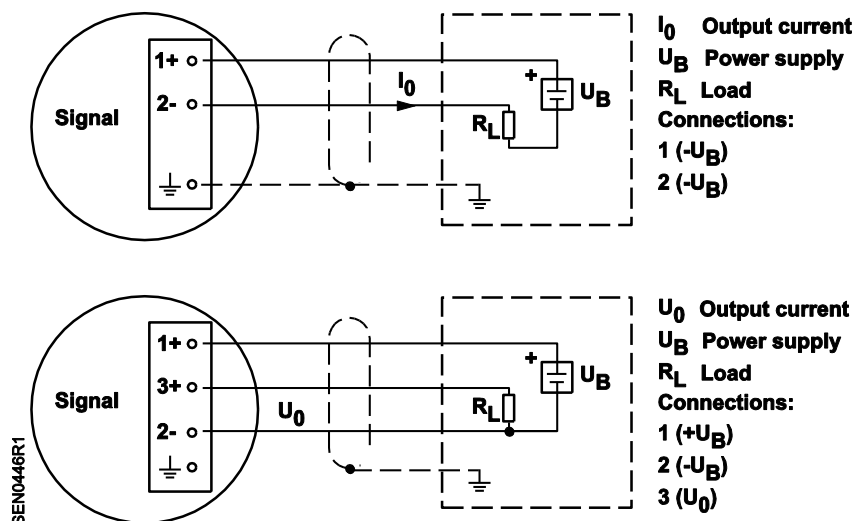 Signal
1+
2-
I0
+
UB
RL
I0 Output current
UB Power supply
RL Load
Connections:
1 (-UB)
2 (-UB)
Signal
1+
3+
2-
U0
+
UB
RL
U0 Output current
UB Power supply
RL Load
Connections:
1 (+UB)
2 (-UB)
3 (U0)
SEN0446R1